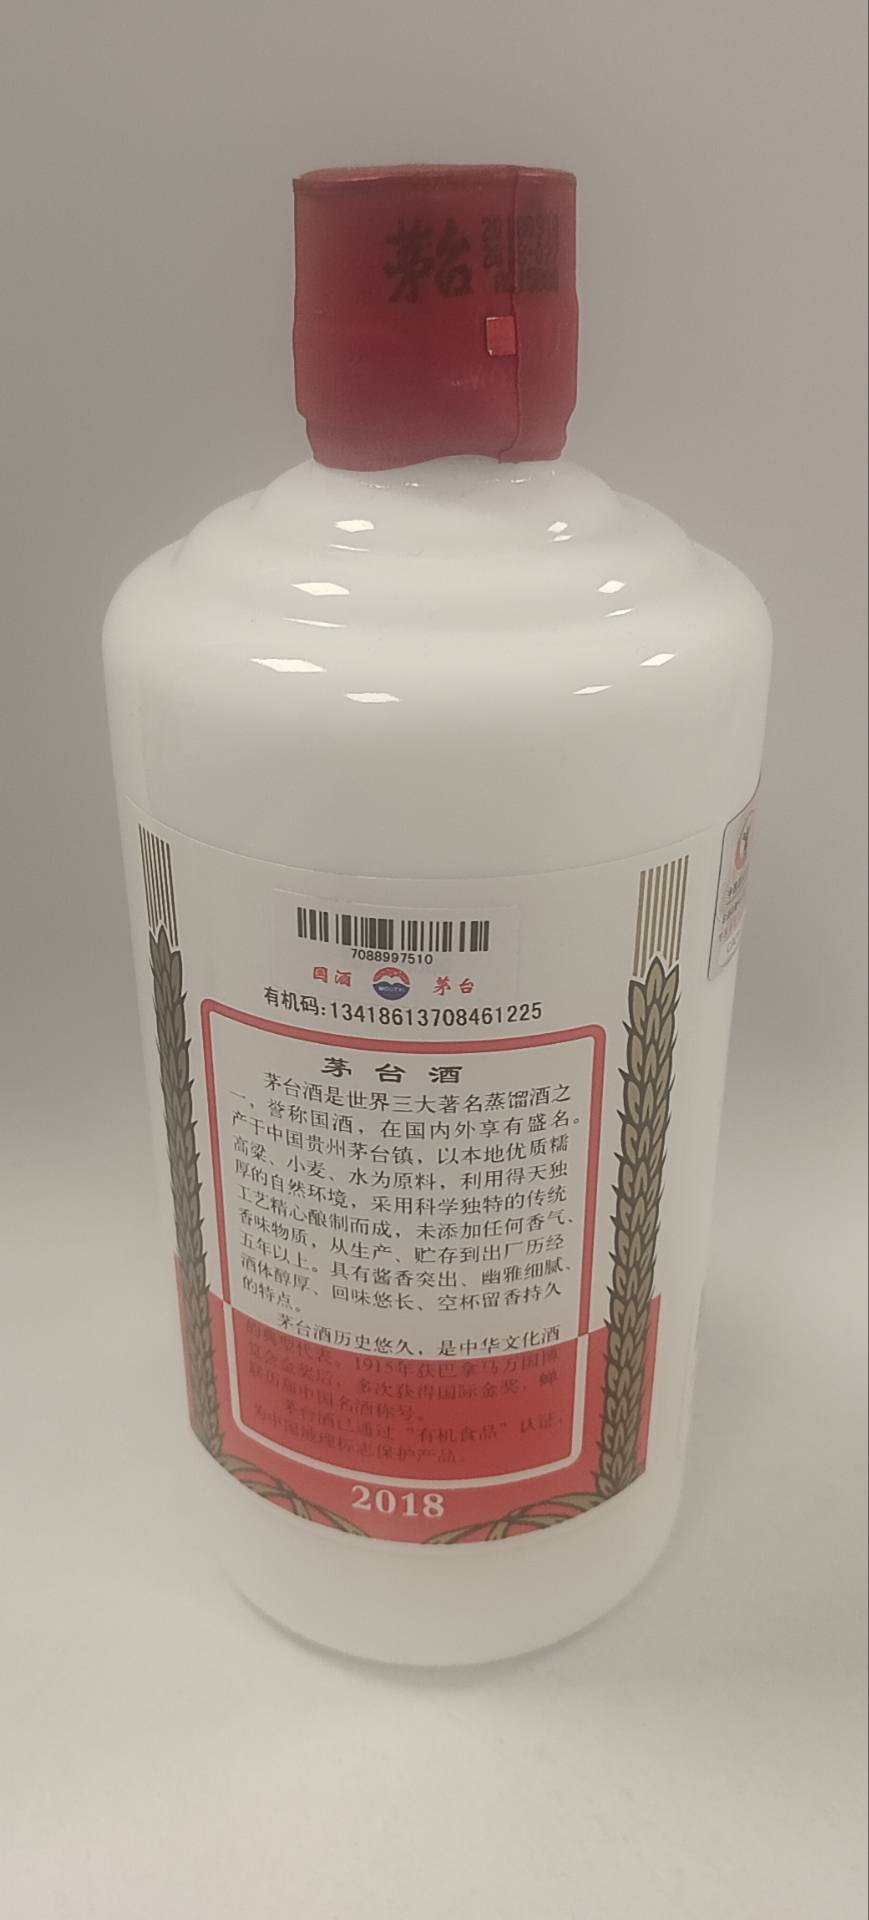 茅台
7088997510
国酒
MOUTAI
茅台
有机码:13418613708461225
茅台酒
茅台酒是世界三大著名蒸馏酒之
一，誉称国酒，在国内外享有盛名。
产于中国贵州茅台镇，以本地优质糯
高粱、小麦、水为原料，利用得天独
厚的自然环境，采用科学独特的传统
工艺精心酿制而成，未添加任何香气、
香味物质，从生产、贮存到出厂历经
五年以上。具有酱香突出、幽雅细腻、
酒体醇厚、回味悠长、空杯留香持久
的特点。
茅台酒历史悠久，是中华文化酒
的典型代表。1915年获巴拿马万国博
览会金奖后，多次获得国际金奖，蝉
联历届中国名酒称号。
茅台酒已通过“有机食品”认证，
为中国地理标志保护产品。
2018